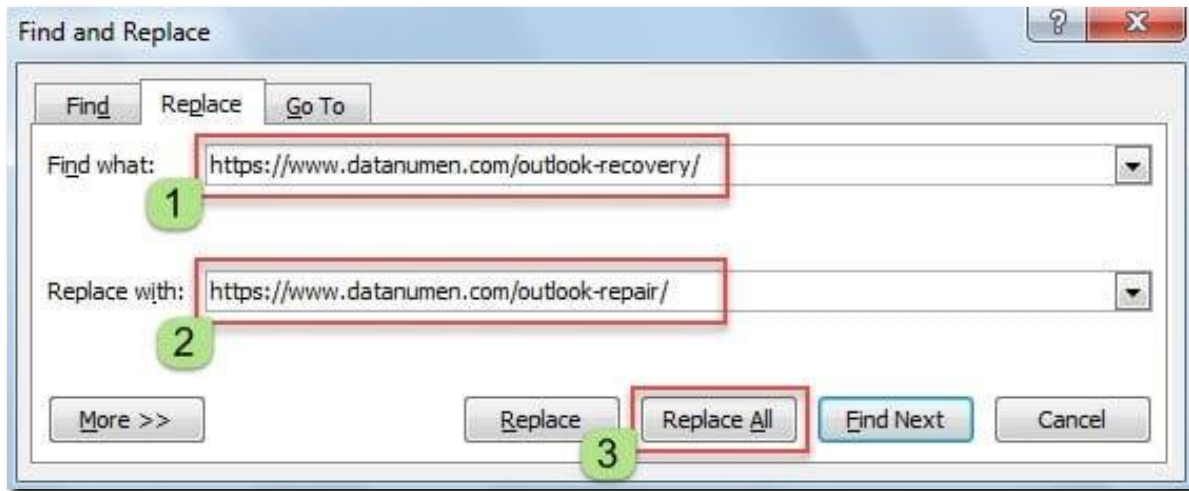 Find and Replace
Find Replace Go To
Find what: https://www.datanumen.com/outlook-recovery/
1
Replace with: https://www.datanumen.com/outlook-repair/
2
More >> Replace Replace All Find Next Cancel
3